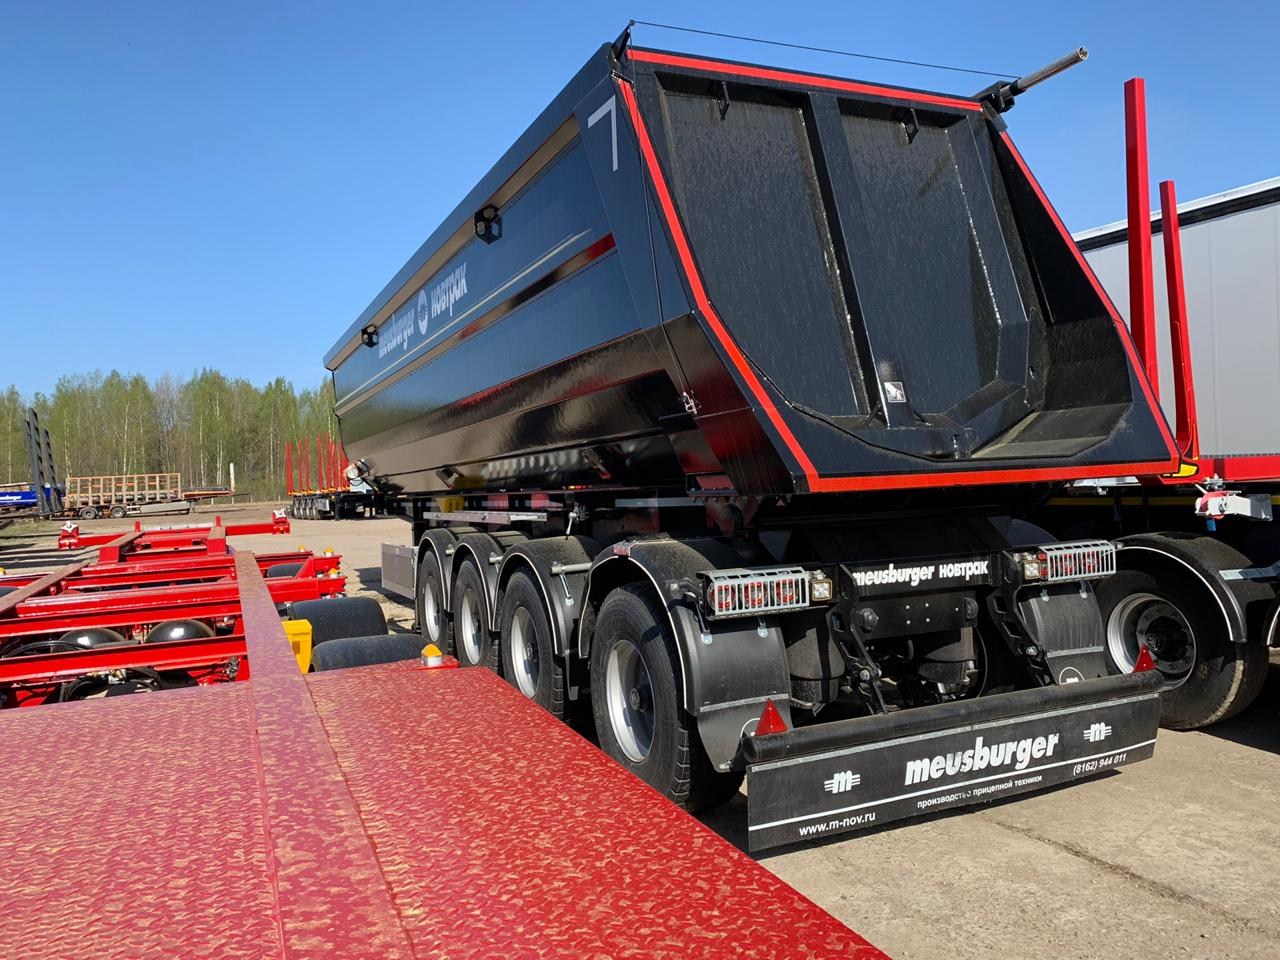 7
meusburger новтрак
meusburger новтрак
m meusburger m
производство прицепной техники (8162) 944 011
www.m-nov.ru